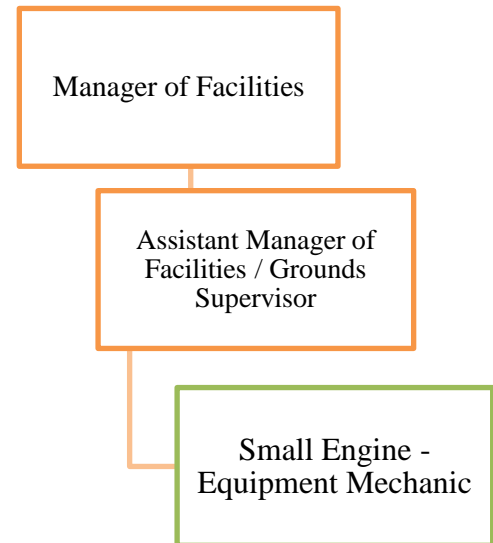 Manager of Facilities
Assistant Manager of
Facilities / Grounds
Supervisor
Small Engine -
Equipment Mechanic